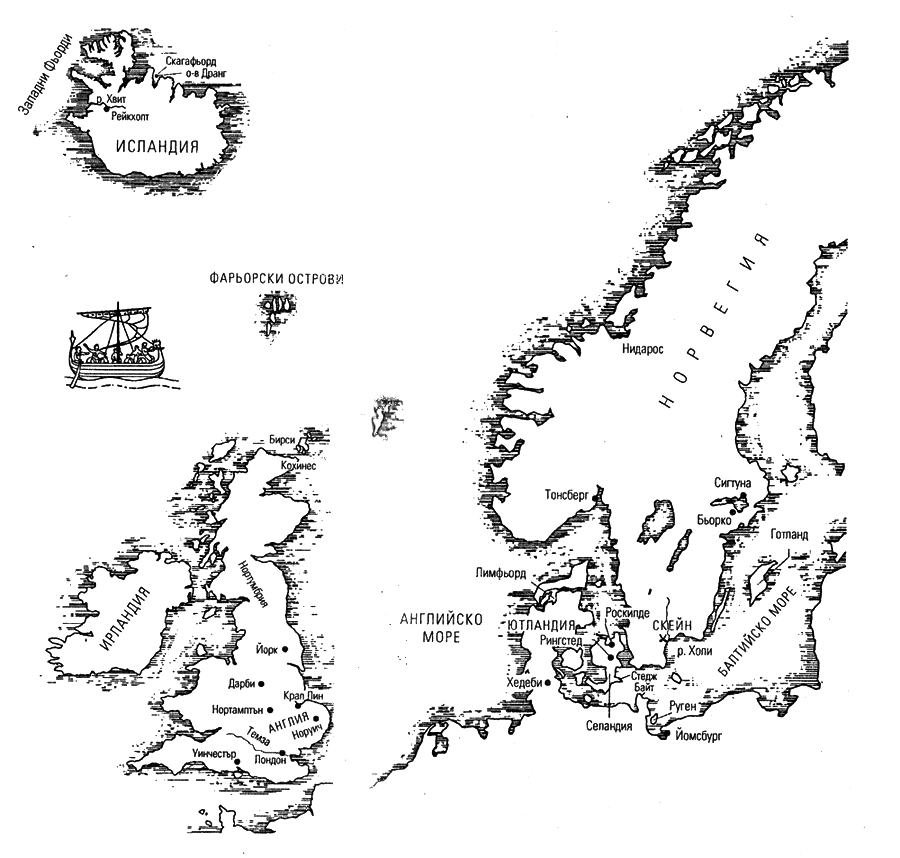 Западни Фьорди
Скагафьорд
о-в Дранг
р. Хвит
Рейкхолт
ИСЛАНДИЯ
ФАРЬОРСКИ ОСТРОВИ
НОРВЕГИЯ
Нидарос
Бирси
Кохинес
Тонсберг
Сигтуна
Бьорко
Готланд
Нортумбрия
Лимфьорд
ИРЛАНДИЯ
АНГЛИЙСКО
МОРЕ
ЮТЛАНДИЯ
Роскилде
Рингстед
СКЕЙН
р. Холи
БАЛТИЙСКО МОРЕ
Йорк
Дарби
Хедеби
Стедж
Байт
Крал Лин
Нортамптън
АНГЛИЯ
Норуич
Темза
Селандия
Руген
Уинчестър
Лондон
Йомсбург